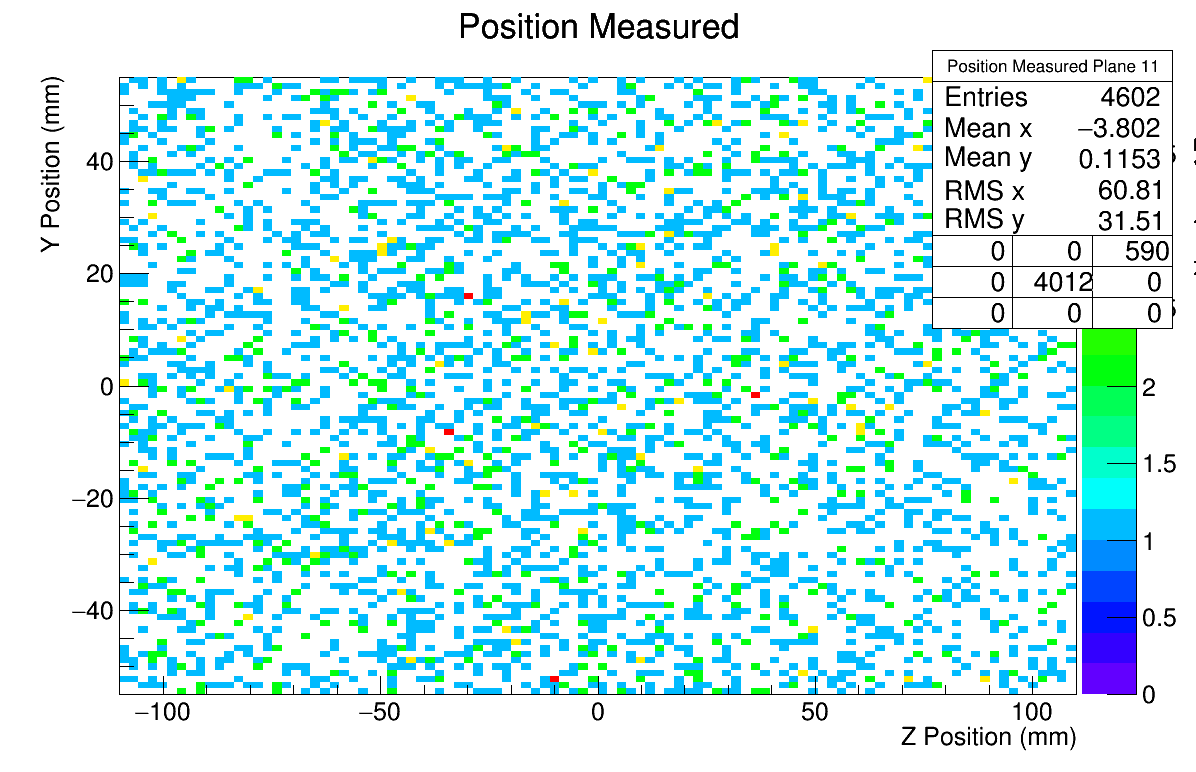 Position Measured
Position Measured Plane 11
Entries 4602
Mean x −3.802
Mean y 0.1153
RMS x 60.81
RMS y 31.51
0 0 590
0 4012 0
0 0 0
Y Position (mm)
40
20
0
−20
−40
−100 −50 0 50 100
Z Position (mm)
2
1.5
1
0.5
0